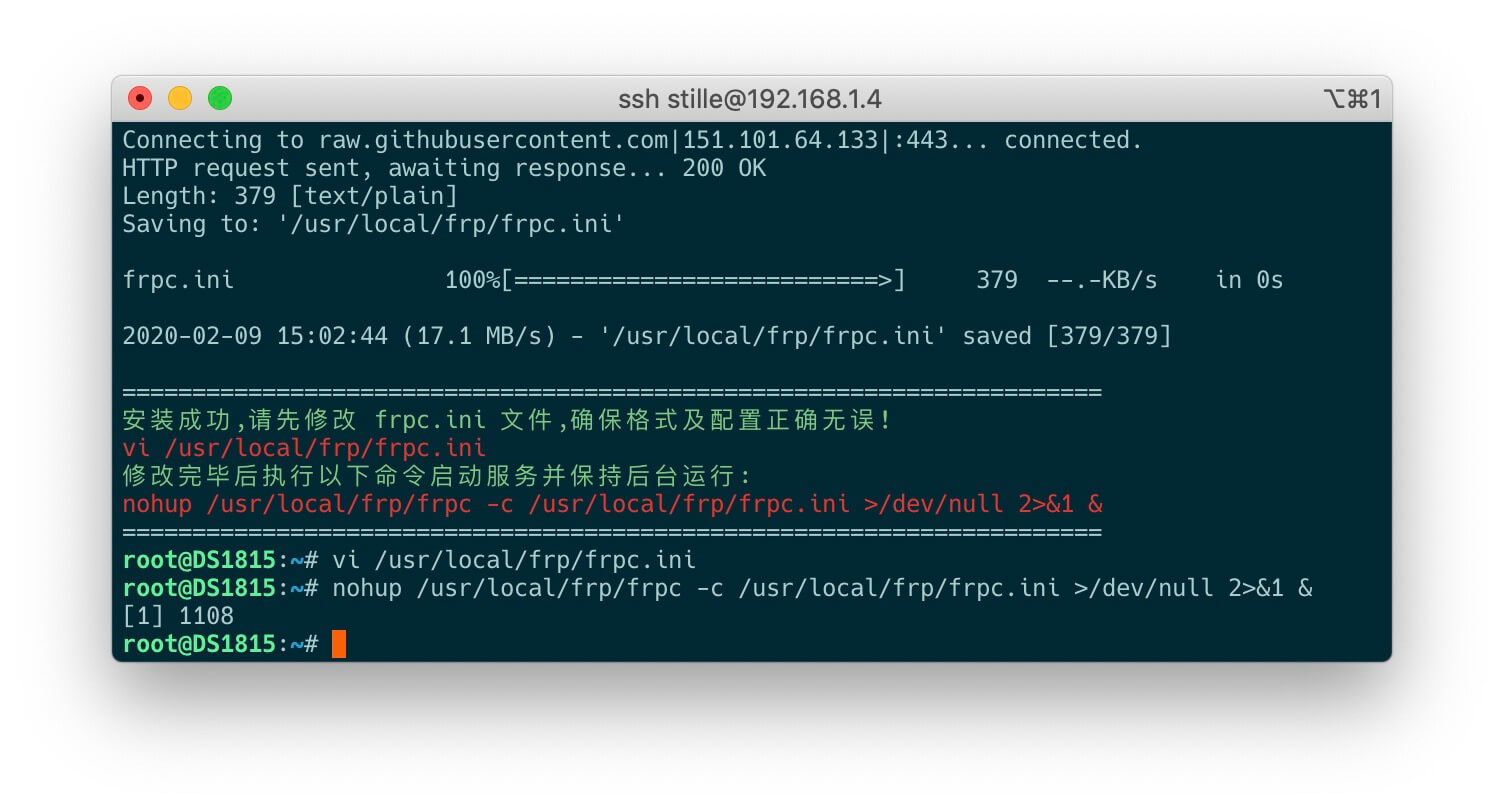 ssh stille@192.168.1.4
⌥⌘1
Connecting to raw.githubusercontent.com|151.101.64.133|:443... connected.
HTTP request sent, awaiting response... 200 OK
Length: 379 [text/plain]
Saving to: '/usr/local/frp/frpc.ini'
frpc.ini 100%[==========================>] 379 --.-KB/s in 0s
2020-02-09 15:02:44 (17.1 MB/s) - '/usr/local/frp/frpc.ini' saved [379/379]
======================================================================
安装成功,请先修改 frpc.ini 文件,确保格式及配置正确无误!
vi /usr/local/frp/frpc.ini
修改完毕后执行以下命令启动服务并保持后台运行:
nohup /usr/local/frp/frpc -c /usr/local/frp/frpc.ini >/dev/null 2>&1 &
======================================================================
root@DS1815:~# vi /usr/local/frp/frpc.ini
root@DS1815:~# nohup /usr/local/frp/frpc -c /usr/local/frp/frpc.ini >/dev/null 2>&1 &
[1] 1108
root@DS1815:~#